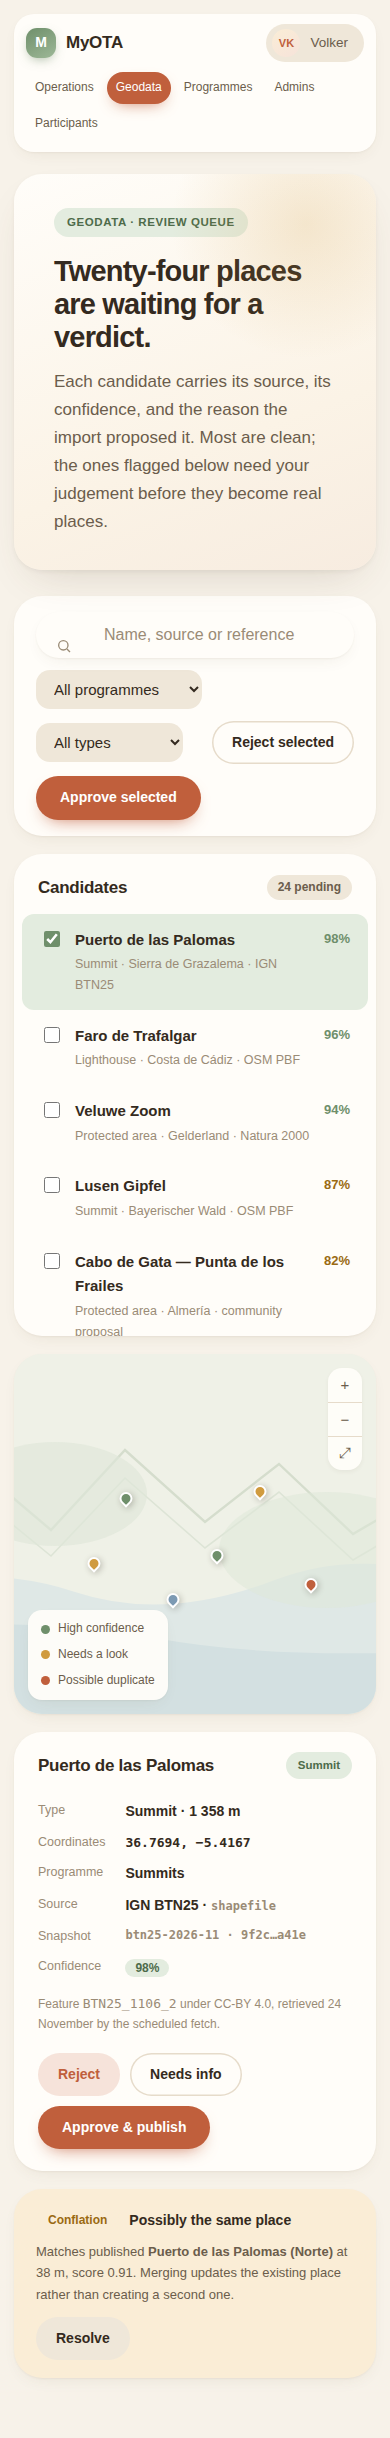 M MyOTA
VK Volker
Operations Geodata Programmes Admins
Participants
GEODATA · REVIEW QUEUE
Twenty-four places
are waiting for a
verdict.
Each candidate carries its source, its
confidence, and the reason the
import proposed it. Most are clean;
the ones flagged below need your
judgement before they become real
places.
Name, source or reference
All programmes
All types
Reject selected
Approve selected
Candidates
24 pending
Puerto de las Palomas 98%
Summit · Sierra de Grazalema · IGN
BTN25
Faro de Trafalgar 96%
Lighthouse · Costa de Cádiz · OSM PBF
Veluwe Zoom 94%
Protected area · Gelderland · Natura 2000
Lusen Gipfel 87%
Summit · Bayerischer Wald · OSM PBF
Cabo de Gata — Punta de los 82%
Frailes
Protected area · Almería · community
proposal
+
−
High confidence
Needs a look
Possible duplicate
Puerto de las Palomas Summit
Type Summit · 1 358 m
Coordinates 36.7694, −5.4167
Programme Summits
Source IGN BTN25 · shapefile
Snapshot btn25-2026-11 · 9f2c…a41e
Confidence 98%
Feature BTN25_1106_2 under CC-BY 4.0, retrieved 24
November by the scheduled fetch.
Reject Needs info
Approve & publish
Conflation Possibly the same place
Matches published Puerto de las Palomas (Norte) at
38 m, score 0.91. Merging updates the existing place
rather than creating a second one.
Resolve